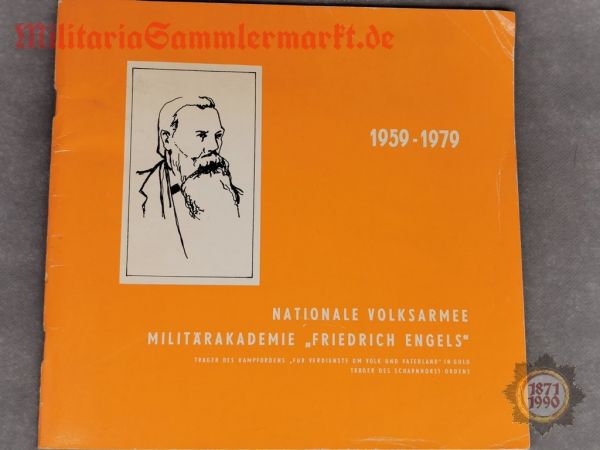 MilitariaSammlermarkt.de
1959-1979
NATIONALE VOLKSARMEE
MILITÄRAKADEMIE „FRIEDRICH ENGELS"
TRÄGER DES KAMPFORDENS „FÜR VERDIENSTE UM VOLK UND VATERLAND" IN GOLD
TRÄGER DES SCHARNHORST-ORDENS
1871
1990